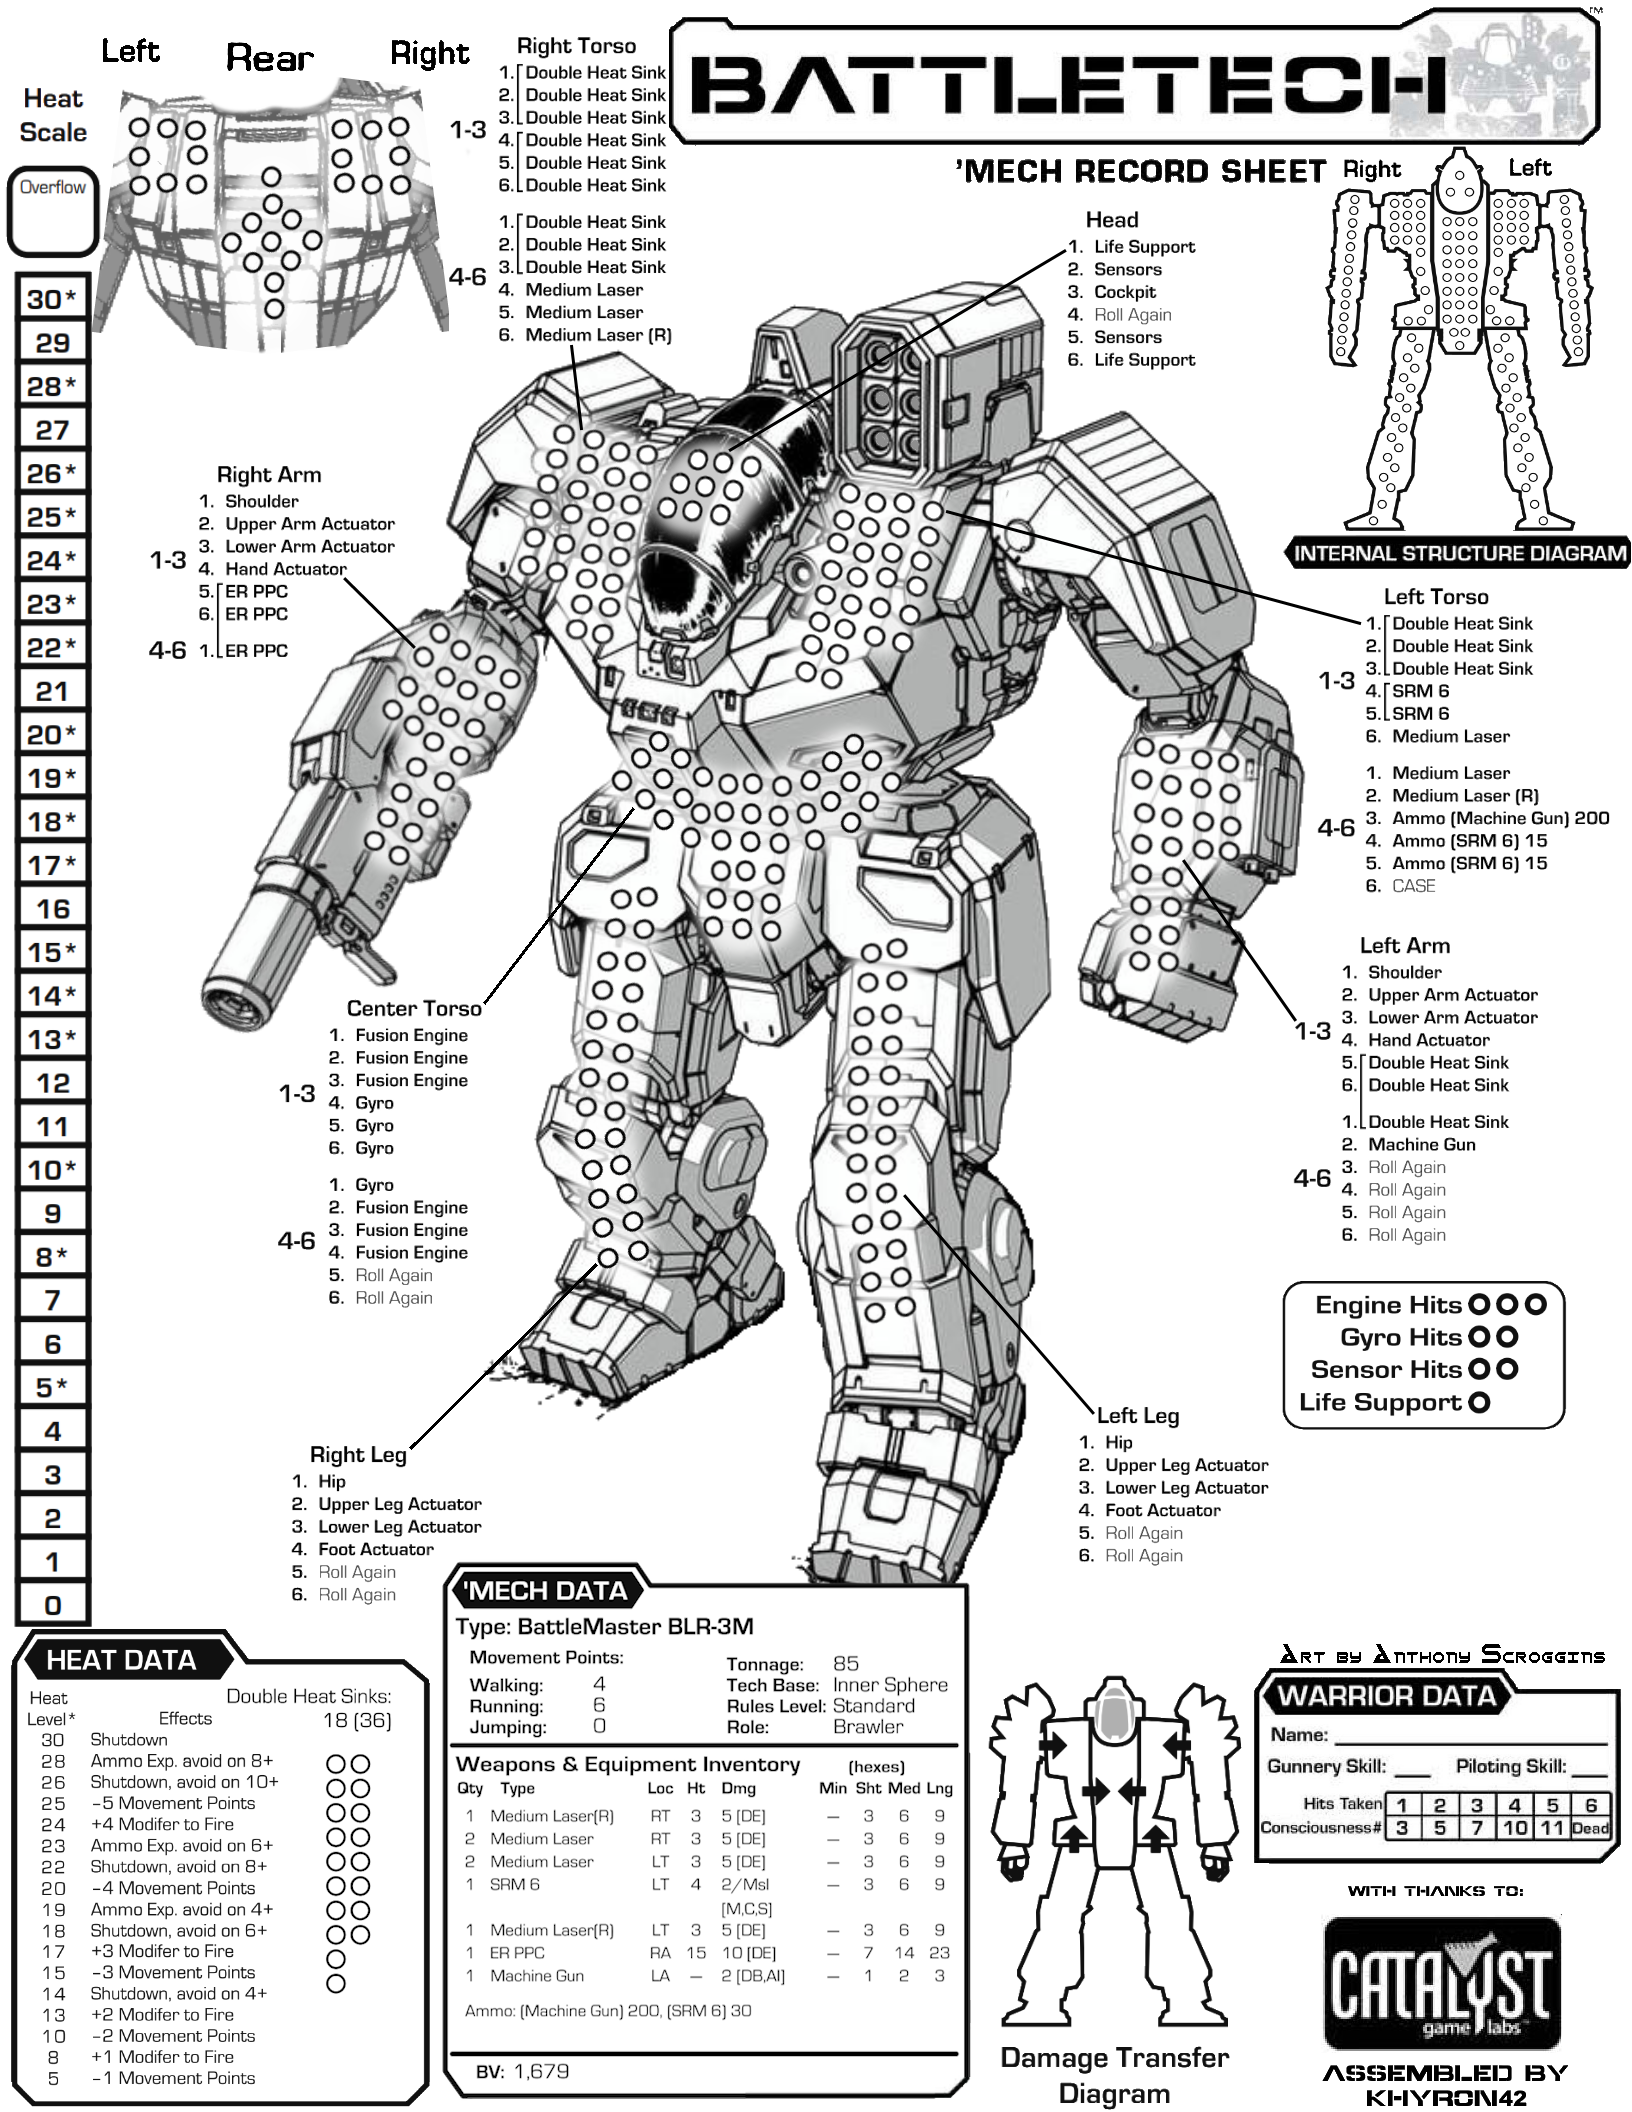 Left Rear Right
Heat
Scale
Overflow
30*
29
28*
27
26*
25*
24*
23*
22*
21
20*
19*
18*
17*
16
15*
14*
13*
12
11
10*
9
8*
7
6
5*
4
3
2
1
0
Right Torso
1. Double Heat Sink
2. Double Heat Sink
3. Double Heat Sink
1-3
4. Double Heat Sink
5. Double Heat Sink
6. Double Heat Sink
1. Double Heat Sink
2. Double Heat Sink
3. Double Heat Sink
4-6
4. Medium Laser
5. Medium Laser
6. Medium Laser (R)
BATTLETECH
TM
'MECH RECORD SHEET
Right Left
INTERNAL STRUCTURE DIAGRAM
Head
1. Life Support
2. Sensors
3. Cockpit
4. Roll Again
5. Sensors
6. Life Support
Right Arm
1. Shoulder
2. Upper Arm Actuator
3. Lower Arm Actuator
1-3
4. Hand Actuator
5. ER PPC
6. ER PPC
4-6 1. ER PPC
Left Torso
1. Double Heat Sink
2. Double Heat Sink
3. Double Heat Sink
1-3
4. SRM 6
5. SRM 6
6. Medium Laser
1. Medium Laser
2. Medium Laser (R)
3. Ammo (Machine Gun) 200
4-6
4. Ammo (SRM 6) 15
5. Ammo (SRM 6) 15
6. CASE
Left Arm
1. Shoulder
2. Upper Arm Actuator
3. Lower Arm Actuator
1-3
4. Hand Actuator
5. Double Heat Sink
6. Double Heat Sink
1. Double Heat Sink
2. Machine Gun
3. Roll Again
4-6
4. Roll Again
5. Roll Again
6. Roll Again
Center Torso
1. Fusion Engine
2. Fusion Engine
3. Fusion Engine
1-3
4. Gyro
5. Gyro
6. Gyro
1. Gyro
2. Fusion Engine
3. Fusion Engine
4-6
4. Fusion Engine
5. Roll Again
6. Roll Again
Engine Hits
Gyro Hits
Sensor Hits
Life Support
Right Leg
1. Hip
2. Upper Leg Actuator
3. Lower Leg Actuator
4. Foot Actuator
5. Roll Again
6. Roll Again
Left Leg
1. Hip
2. Upper Leg Actuator
3. Lower Leg Actuator
4. Foot Actuator
5. Roll Again
6. Roll Again
HEAT DATA
Heat Double Heat Sinks:
Level* Effects 18 (36)
30 Shutdown
28 Ammo Exp. avoid on 8+
26 Shutdown, avoid on 10+
25 -5 Movement Points
24 +4 Modifer to Fire
23 Ammo Exp. avoid on 6+
22 Shutdown, avoid on 8+
20 -4 Movement Points
19 Ammo Exp. avoid on 4+
18 Shutdown, avoid on 6+
17 +3 Modifer to Fire
15 -3 Movement Points
14 Shutdown, avoid on 4+
13 +2 Modifer to Fire
10 -2 Movement Points
8 +1 Modifer to Fire
5 -1 Movement Points
'MECH DATA
Type: BattleMaster BLR-3M
Movement Points:
Walking: 4
Running: 6
Jumping: 0
Tonnage: 85
Tech Base: Inner Sphere
Rules Level: Standard
Role: Brawler
Weapons & Equipment Inventory (hexes)
Qty Type Loc Ht Dmg Min Sht Med Lng
1 Medium Laser(R) RT 3 5 [DE] — 3 6 9
2 Medium Laser RT 3 5 [DE] — 3 6 9
2 Medium Laser LT 3 5 [DE] — 3 6 9
1 SRM 6 LT 4 2/Msl — 3 6 9
[M,C,S]
1 Medium Laser(R) LT 3 5 [DE] — 3 6 9
1 ER PPC RA 15 10 [DE] — 7 14 23
1 Machine Gun LA — 2 [DB,AI] — 1 2 3
Ammo: (Machine Gun) 200, (SRM 6) 30
BV: 1,679
Damage Transfer
Diagram
Art by Anthony Scroggins
WARRIOR DATA
Name:
Gunnery Skill: ___ Piloting Skill: ___
Hits Taken 1 2 3 4 5 6
Consciousness# 3 5 7 10 11 Dead
WITH THANKS TO:
CATALYST
game labs
ASSEMBLED BY
KHYRON42